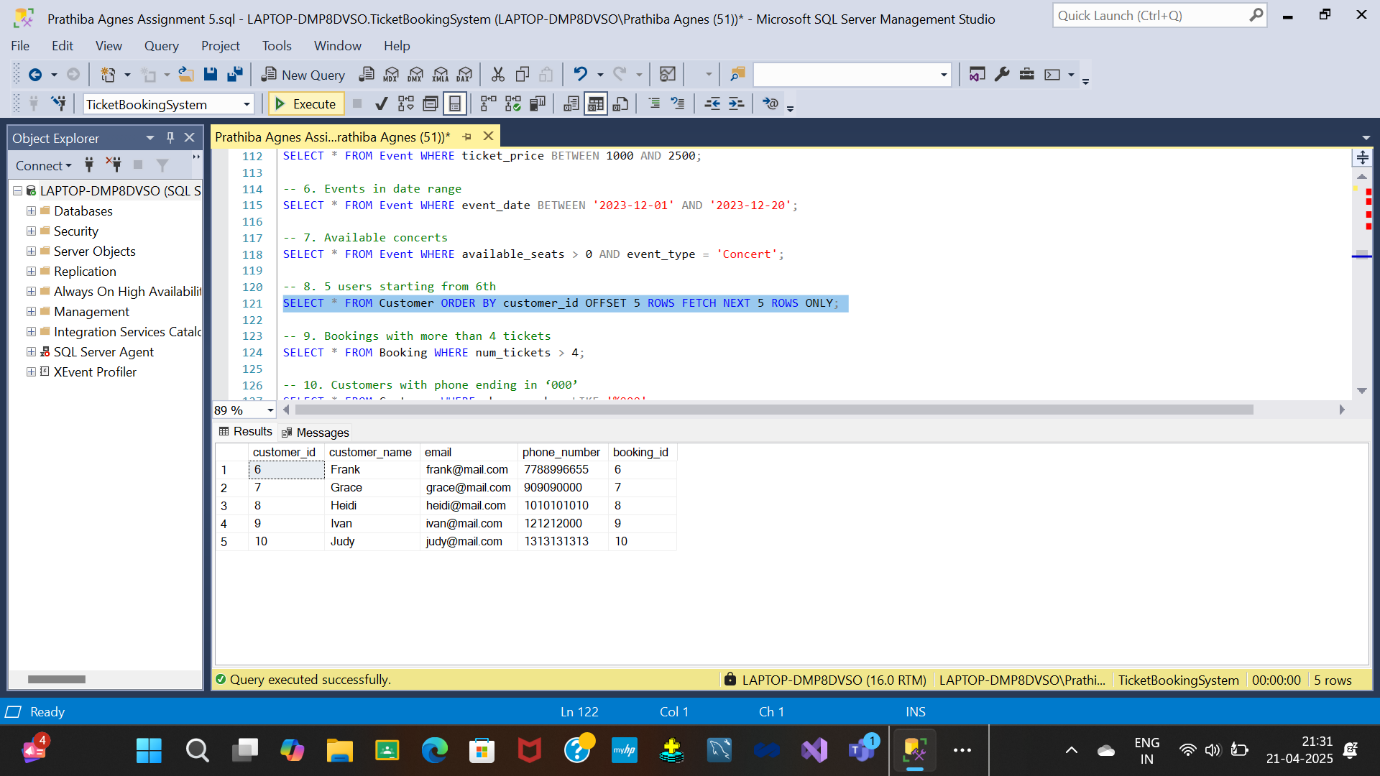 Prathiba Agnes Assignment 5.sql - LAPTOP-DMP8DVSO.TicketBookingSystem (LAPTOP-DMP8DVSO\Prathiba Agnes (51))* - Microsoft SQL Server Management Studio
Quick Launch (Ctrl+Q)
File Edit View Query Project Tools Window Help
New Query MDX DMX XMLA DAX
TicketBookingSystem Execute
Object Explorer
Connect
LAPTOP-DMP8DVSO (SQL S
Databases
Security
Server Objects
Replication
Always On High Availabilit
Management
Integration Services Catalo
SQL Server Agent
XEvent Profiler
Prathiba Agnes Assi...rathiba Agnes (51))*
112 SELECT * FROM Event WHERE ticket_price BETWEEN 1000 AND 2500;
113
114 -- 6. Events in date range
115 SELECT * FROM Event WHERE event_date BETWEEN '2023-12-01' AND '2023-12-20';
116
117 -- 7. Available concerts
118 SELECT * FROM Event WHERE available_seats > 0 AND event_type = 'Concert';
119
120 -- 8. 5 users starting from 6th
121 SELECT * FROM Customer ORDER BY customer_id OFFSET 5 ROWS FETCH NEXT 5 ROWS ONLY;
122
123 -- 9. Bookings with more than 4 tickets
124 SELECT * FROM Booking WHERE num_tickets > 4;
125
126 -- 10. Customers with phone ending in ‘000’
89 %
Results Messages
customer_id customer_name email phone_number booking_id
1 6 Frank frank@mail.com 7788996655 6
2 7 Grace grace@mail.com 909090000 7
3 8 Heidi heidi@mail.com 1010101010 8
4 9 Ivan ivan@mail.com 121212000 9
5 10 Judy judy@mail.com 1313131313 10
Query executed successfully. LAPTOP-DMP8DVSO (16.0 RTM) LAPTOP-DMP8DVSO\Prathi... TicketBookingSystem 00:00:00 5 rows
Ready Ln 122 Col 1 Ch 1 INS
4 myhp 1 ENG IN 21:31
21-04-2025